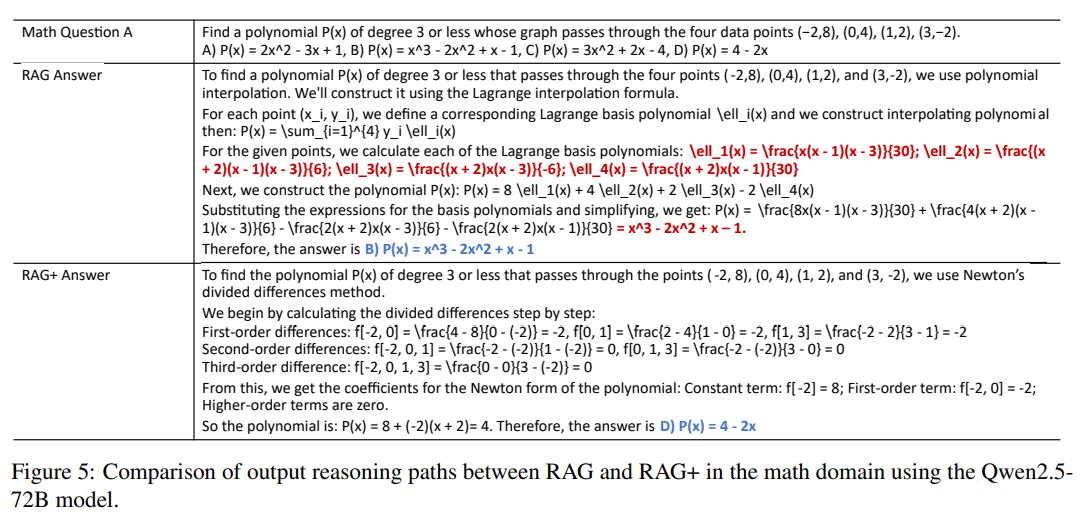 Math Question A
Find a polynomial P(x) of degree 3 or less whose graph passes through the four data points (−2,8), (0,4), (1,2), (3,−2).
A) P(x) = 2x^2 - 3x + 1, B) P(x) = x^3 - 2x^2 + x - 1, C) P(x) = 3x^2 + 2x - 4, D) P(x) = 4 - 2x
RAG Answer
To find a polynomial P(x) of degree 3 or less that passes through the four points (-2,8), (0,4), (1,2), and (3,-2), we use polynomial
interpolation. We'll construct it using the Lagrange interpolation formula.
For each point (x_i, y_i), we define a corresponding Lagrange basis polynomial \ell_i(x) and we construct interpolating polynomial
then: P(x) = \sum_{i=1}^{4} y_i \ell_i(x)
For the given points, we calculate each of the Lagrange basis polynomials: \ell_1(x) = \frac{x(x - 1)(x - 3)}{30}; \ell_2(x) = \frac{(x
+ 2)(x - 1)(x - 3)}{6}; \ell_3(x) = \frac{(x + 2)x(x - 3)}{-6}; \ell_4(x) = \frac{(x + 2)x(x - 1)}{30}
Next, we construct the polynomial P(x): P(x) = 8 \ell_1(x) + 4 \ell_2(x) + 2 \ell_3(x) - 2 \ell_4(x)
Substituting the expressions for the basis polynomials and simplifying, we get: P(x) = \frac{8x(x - 1)(x - 3)}{30} + \frac{4(x + 2)(x -
1)(x - 3)}{6} - \frac{2(x + 2)x(x - 3)}{6} - \frac{2(x + 2)x(x - 1)}{30} = x^3 - 2x^2 + x – 1.
Therefore, the answer is B) P(x) = x^3 - 2x^2 + x - 1
RAG+ Answer
To find the polynomial P(x) of degree 3 or less that passes through the points (-2, 8), (0, 4), (1, 2), and (3, -2), we use Newton’s
divided differences method.
We begin by calculating the divided differences step by step:
First-order differences: f[-2, 0] = \frac{4 - 8}{0 - (-2)} = -2, f[0, 1] = \frac{2 - 4}{1 - 0} = -2, f[1, 3] = \frac{-2 - 2}{3 - 1} = -2
Second-order differences: f[-2, 0, 1] = \frac{-2 - (-2)}{1 - (-2)} = 0, f[0, 1, 3] = \frac{-2 - (-2)}{3 - 0} = 0
Third-order difference: f[-2, 0, 1, 3] = \frac{0 - 0}{3 - (-2)} = 0
From this, we get the coefficients for the Newton form of the polynomial: Constant term: f[-2] = 8; First-order term: f[-2, 0] = -2;
Higher-order terms are zero.
So the polynomial is: P(x) = 8 + (-2)(x + 2)= 4. Therefore, the answer is D) P(x) = 4 - 2x
Figure 5: Comparison of output reasoning paths between RAG and RAG+ in the math domain using the Qwen2.5-
72B model.